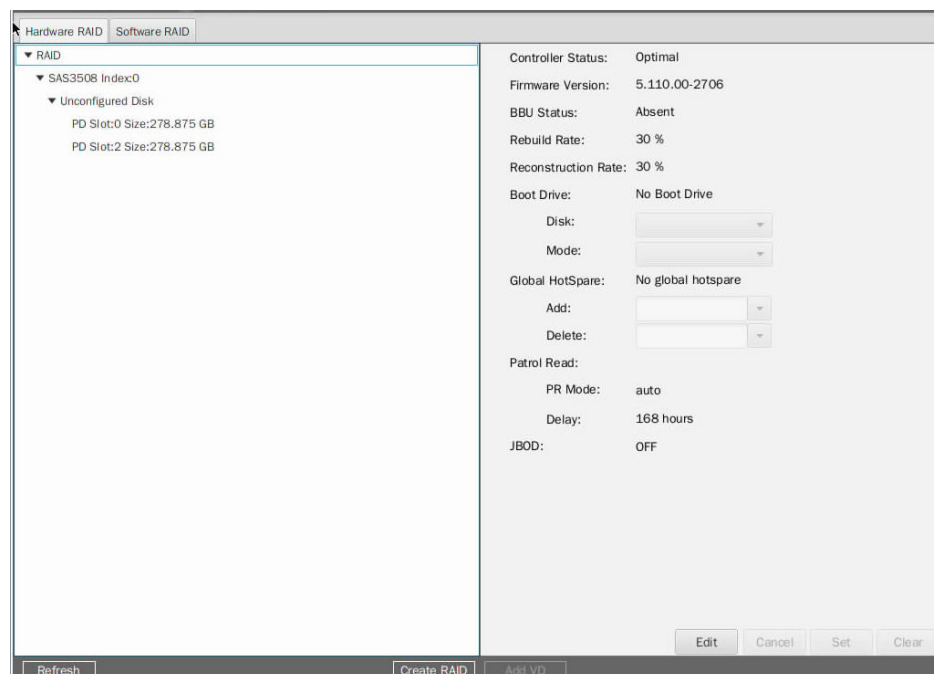 Hardware RAID
Software RAID
RAID
SAS3508 Index:0
Unconfigured Disk
PD Slot:0 Size:278.875 GB
PD Slot:2 Size:278.875 GB
Controller Status: Optimal
Firmware Version: 5.110.00-2706
BBU Status: Absent
Rebuild Rate: 30 %
Reconstruction Rate: 30 %
Boot Drive: No Boot Drive
Disk:
Mode:
Global HotSpare: No global hotspare
Add:
Delete:
Patrol Read:
PR Mode: auto
Delay: 168 hours
JBOD: OFF
Edit Cancel Set Clear
Refresh Create RAID Add VD